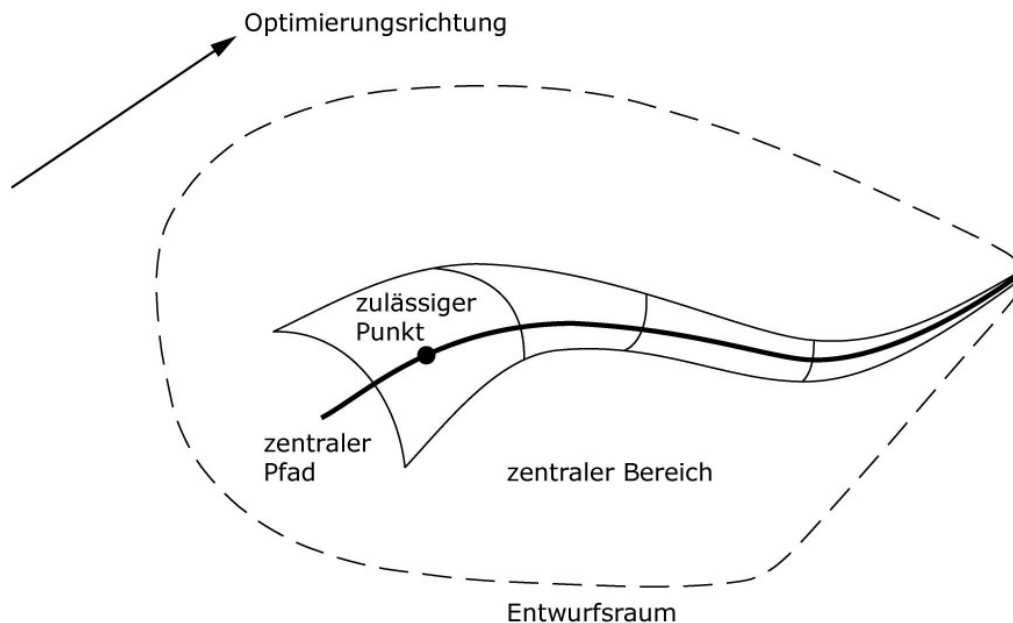 Optimierungsrichtung
zulässiger
Punkt
zentraler
Pfad
zentraler Bereich
Entwurfsraum